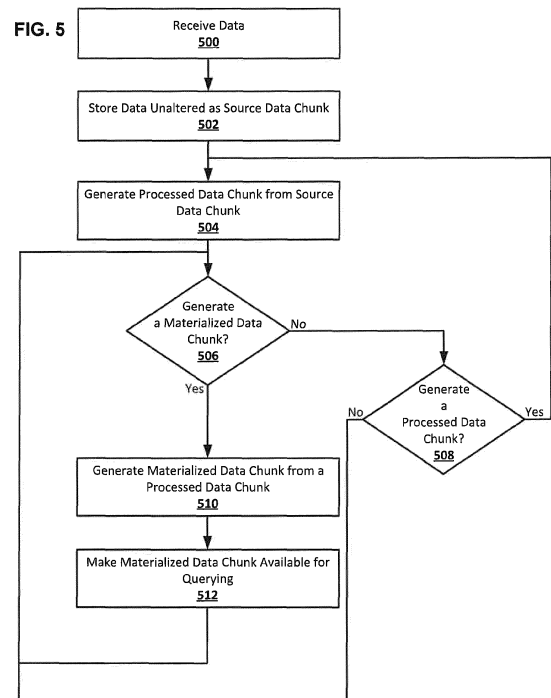 FIG. 5
Receive Data
500
Store Data Unaltered as Source Data Chunk
502
Generate Processed Data Chunk from Source
Data Chunk
504
Generate
a Materialized Data
Chunk?
506
No
Yes
Generate
a
Processed Data
Chunk?
508
No
Yes
Generate Materialized Data Chunk from a
Processed Data Chunk
510
Make Materialized Data Chunk Available for
Querying
512